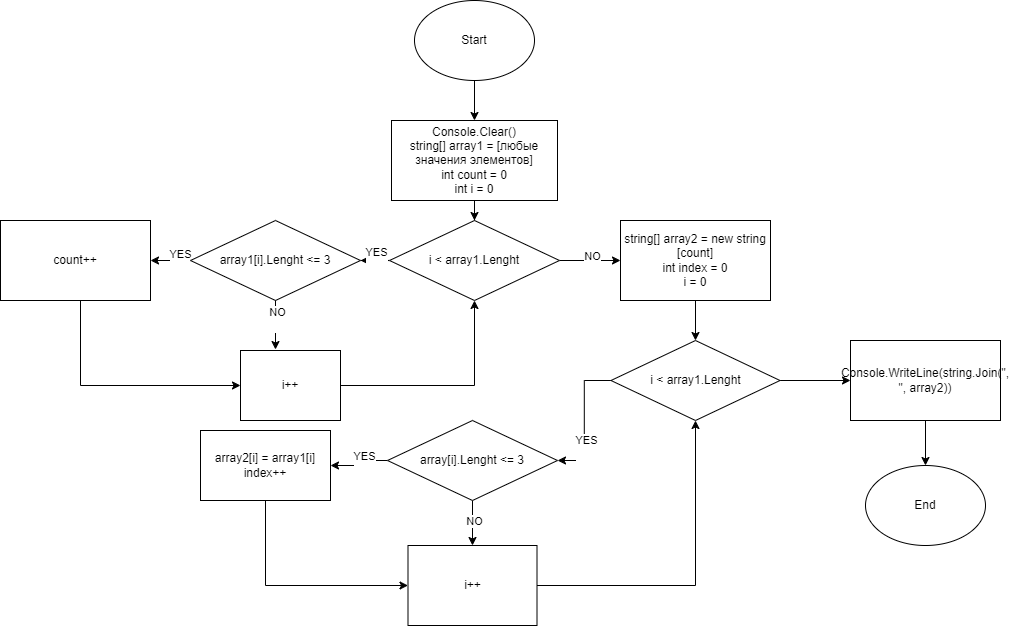 Start
Console.Clear()
string[] array1 = [любые
значения элементов]
int count = 0
int i = 0
count++
YES
array1[i].Lenght <= 3
YES
i < array1.Lenght
NO
string[] array2 = new string
[count]
int index = 0
i = 0
NO
i++
i < array1.Lenght
Console.WriteLine(string.Join(",
", array2))
YES
array2[i] = array1[i]
index++
YES
array[i].Lenght <= 3
NO
End
i++